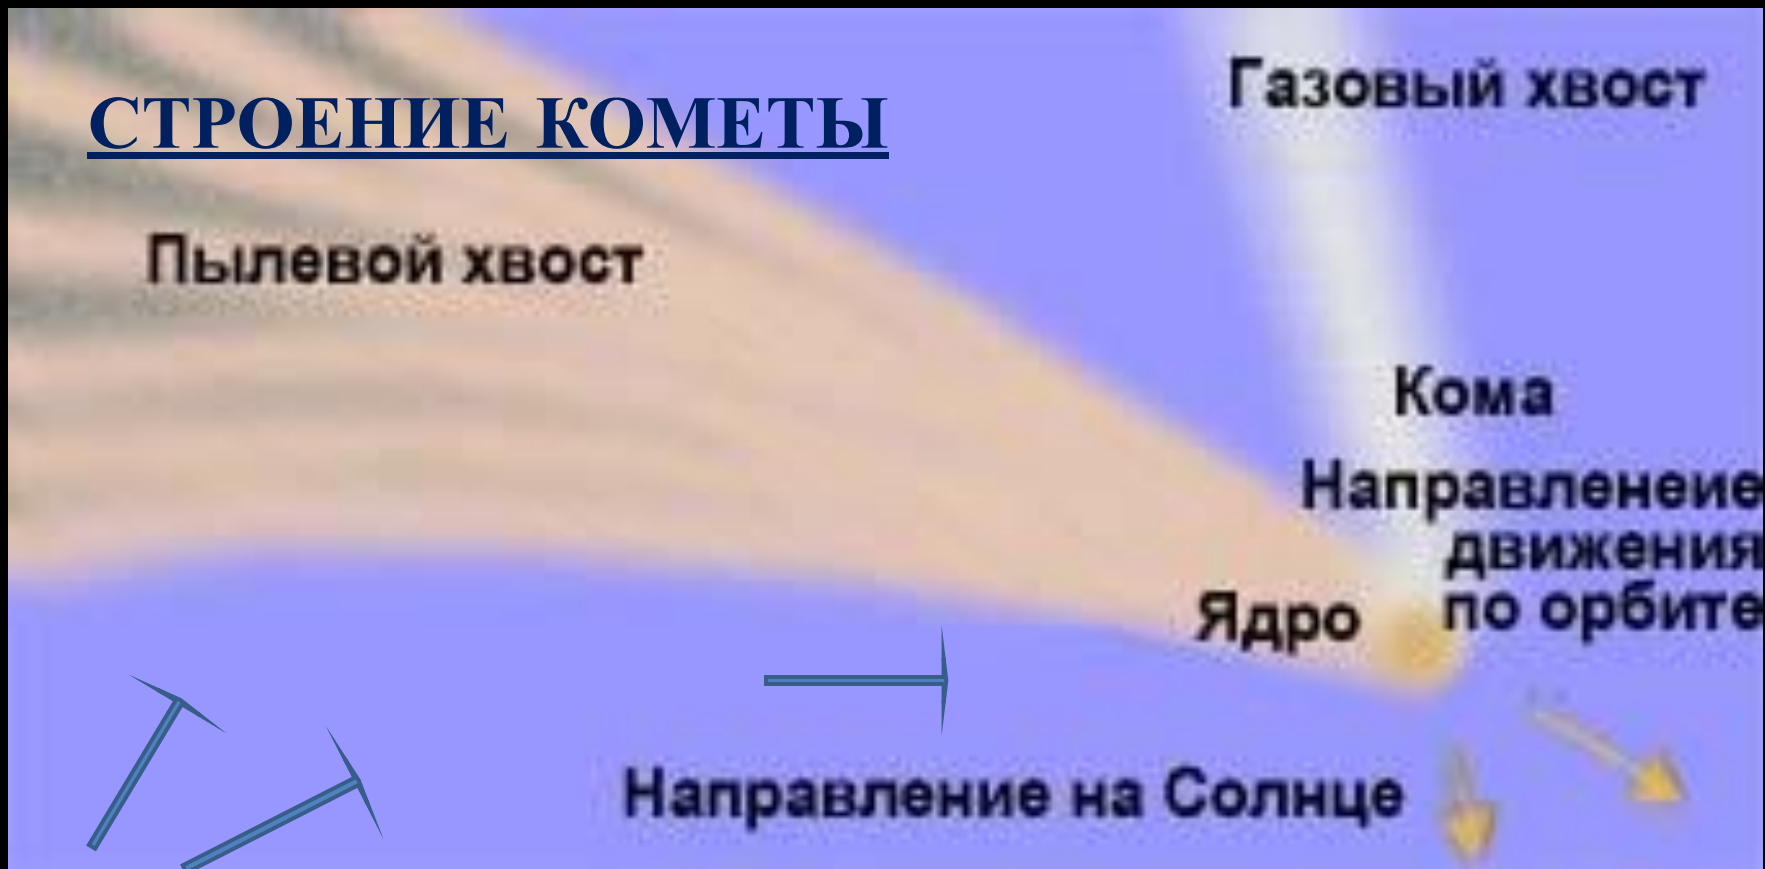 СТРОЕНИЕ КОМЕТЫ
Газовый хвост
Пылевой хвост
Кома
Направленеие
движения
по орбите
Ядро
Направление на Солнце